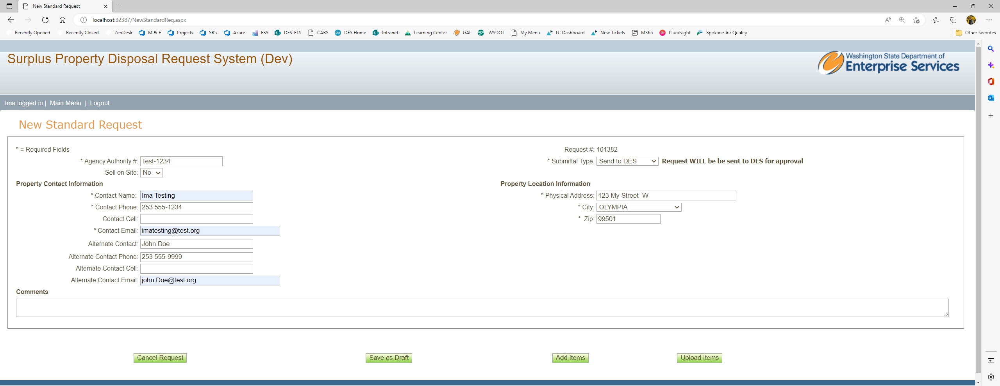 New Standard Request
localhost:32387/NewStandardReq.aspx
Recently Opened Recently Closed ZenDesk M & E Projects SR's Azure ESS DES-ETS CARS DES Home Intranet Learning Center GAL WSDOT My Menu LC Dashboard New Tickets M365 Pluralsight Spokane Air Quality Other favorites
Surplus Property Disposal Request System (Dev)
Washington State Department of
Enterprise Services
Ima logged in | Main Menu | Logout
New Standard Request
* = Required Fields Request #: 101382
* Agency Authority #: Test-1234 * Submittal Type: Send to DES Request WILL be be sent to DES for approval
Sell on Site: No
Property Contact Information Property Location Information
* Contact Name: Ima Testing * Physical Address: 123 My Street  W
* Contact Phone: 253 555-1234 * City: OLYMPIA
Contact Cell: * Zip: 99501
* Contact Email: imatesting@test.org
Alternate Contact: John Doe
Alternate Contact Phone: 253 555-9999
Alternate Contact Cell:
Alternate Contact Email: john.Doe@test.org
Comments
Cancel Request Save as Draft Add Items Upload Items